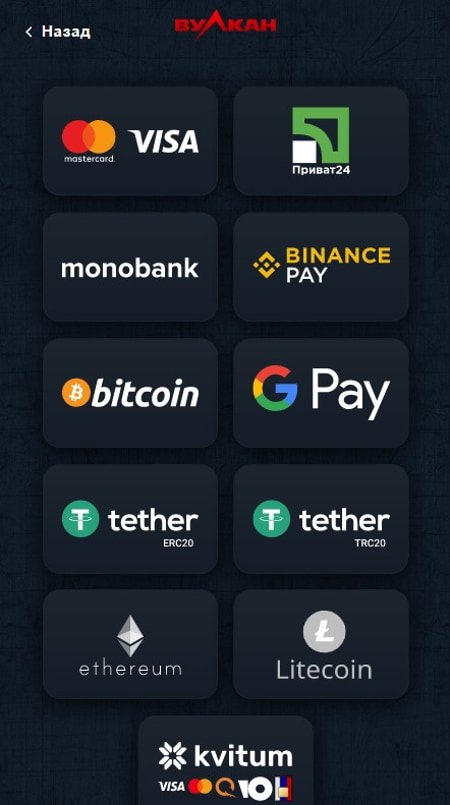 Назад
ВУЛКАН
mastercard.
VISA
Приват24
monobank
BINANCE
PAY
bitcoin
G Pay
tether
ERC20
tether
TRC20
ethereum
Litecoin
kvitum
VISA